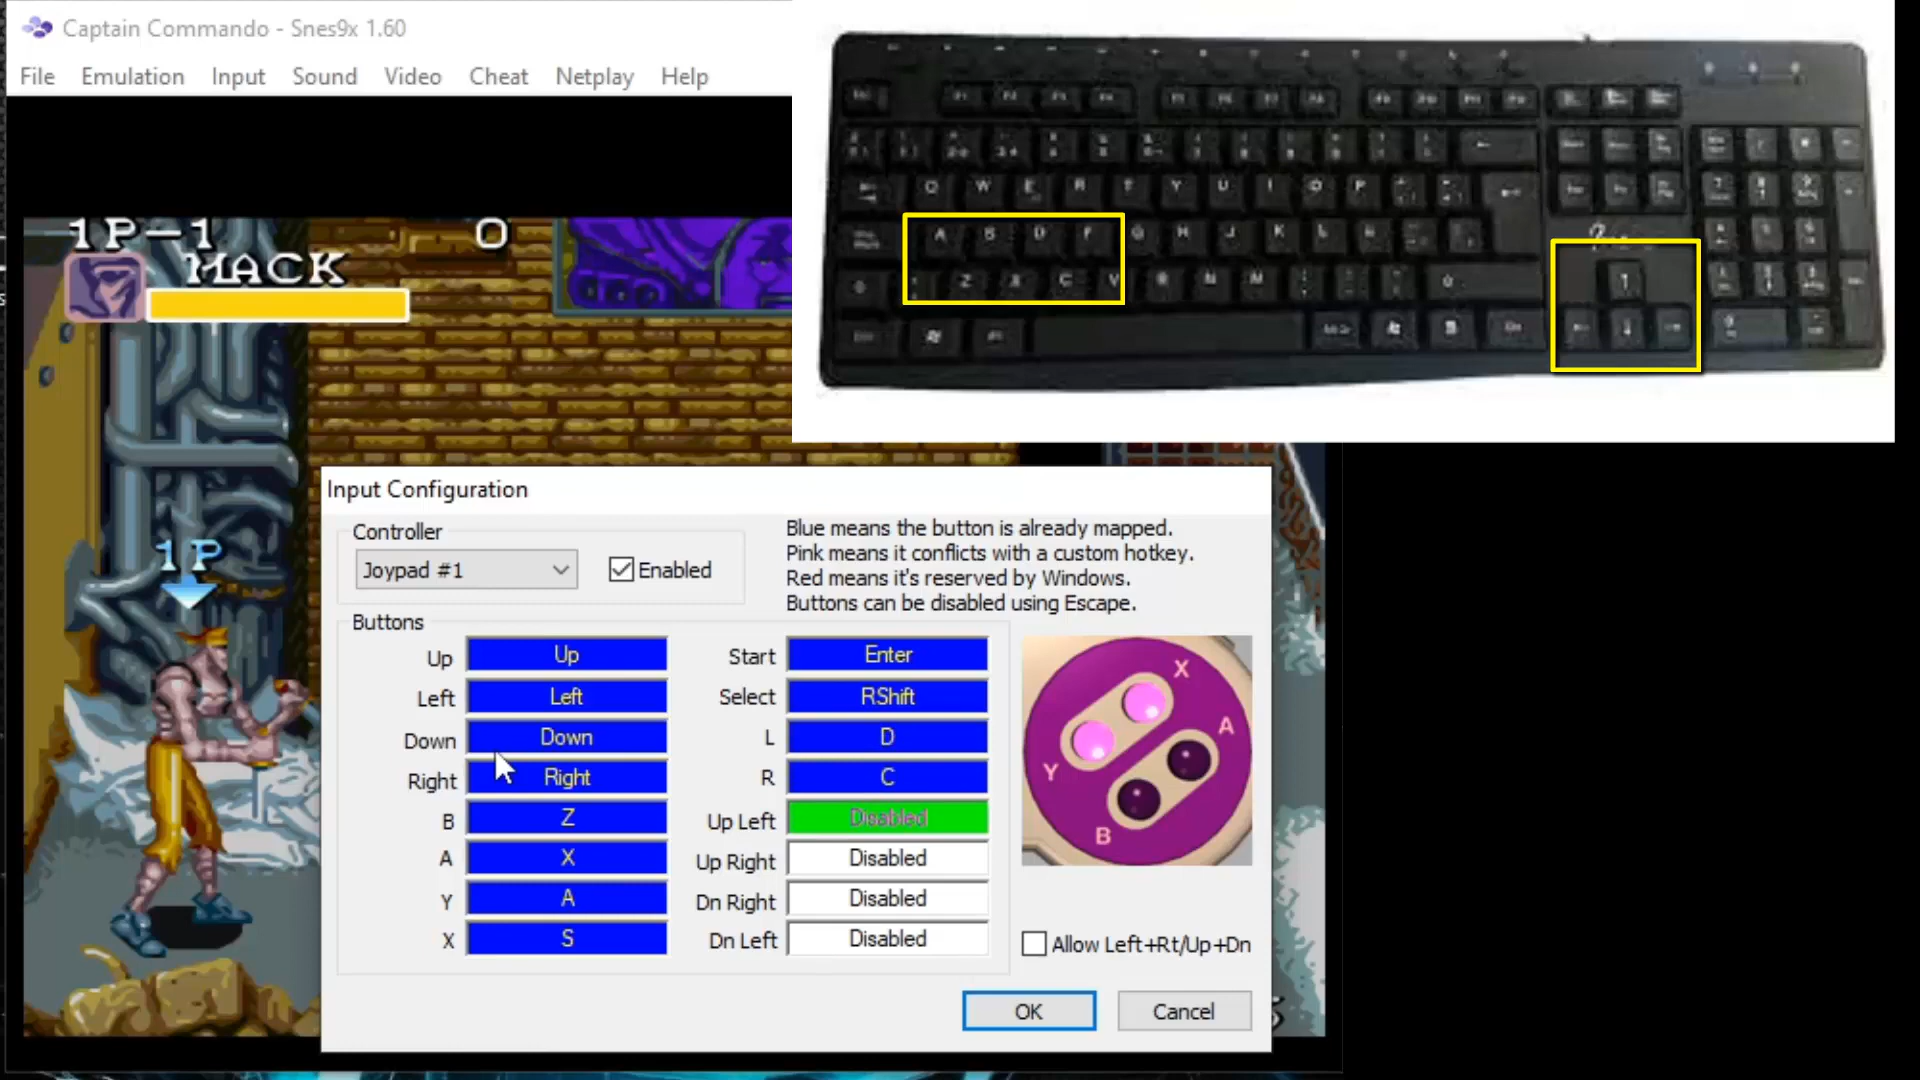 Captain Commando - Snes9x 1.60
File Emulation Input Sound Video Cheat Netplay Help
1P-1 0
MACK
1P
Q W E R T Y U I O P
A S D F G H J K L
Z X C V B N M
Input Configuration
Controller
Joypad #1 Enabled
Blue means the button is already mapped.
Pink means it conflicts with a custom hotkey.
Red means it's reserved by Windows.
Buttons can be disabled using Escape.
Buttons
Up Up Start Enter
Left Left Select RShift
Down Down L D
Right Right R C
B Z Up Left Disabled
A X Up Right Disabled
Y A Dn Right Disabled
X S Dn Left Disabled
X
A
Y
B
Allow Left+Rt/Up+Dn
OK Cancel